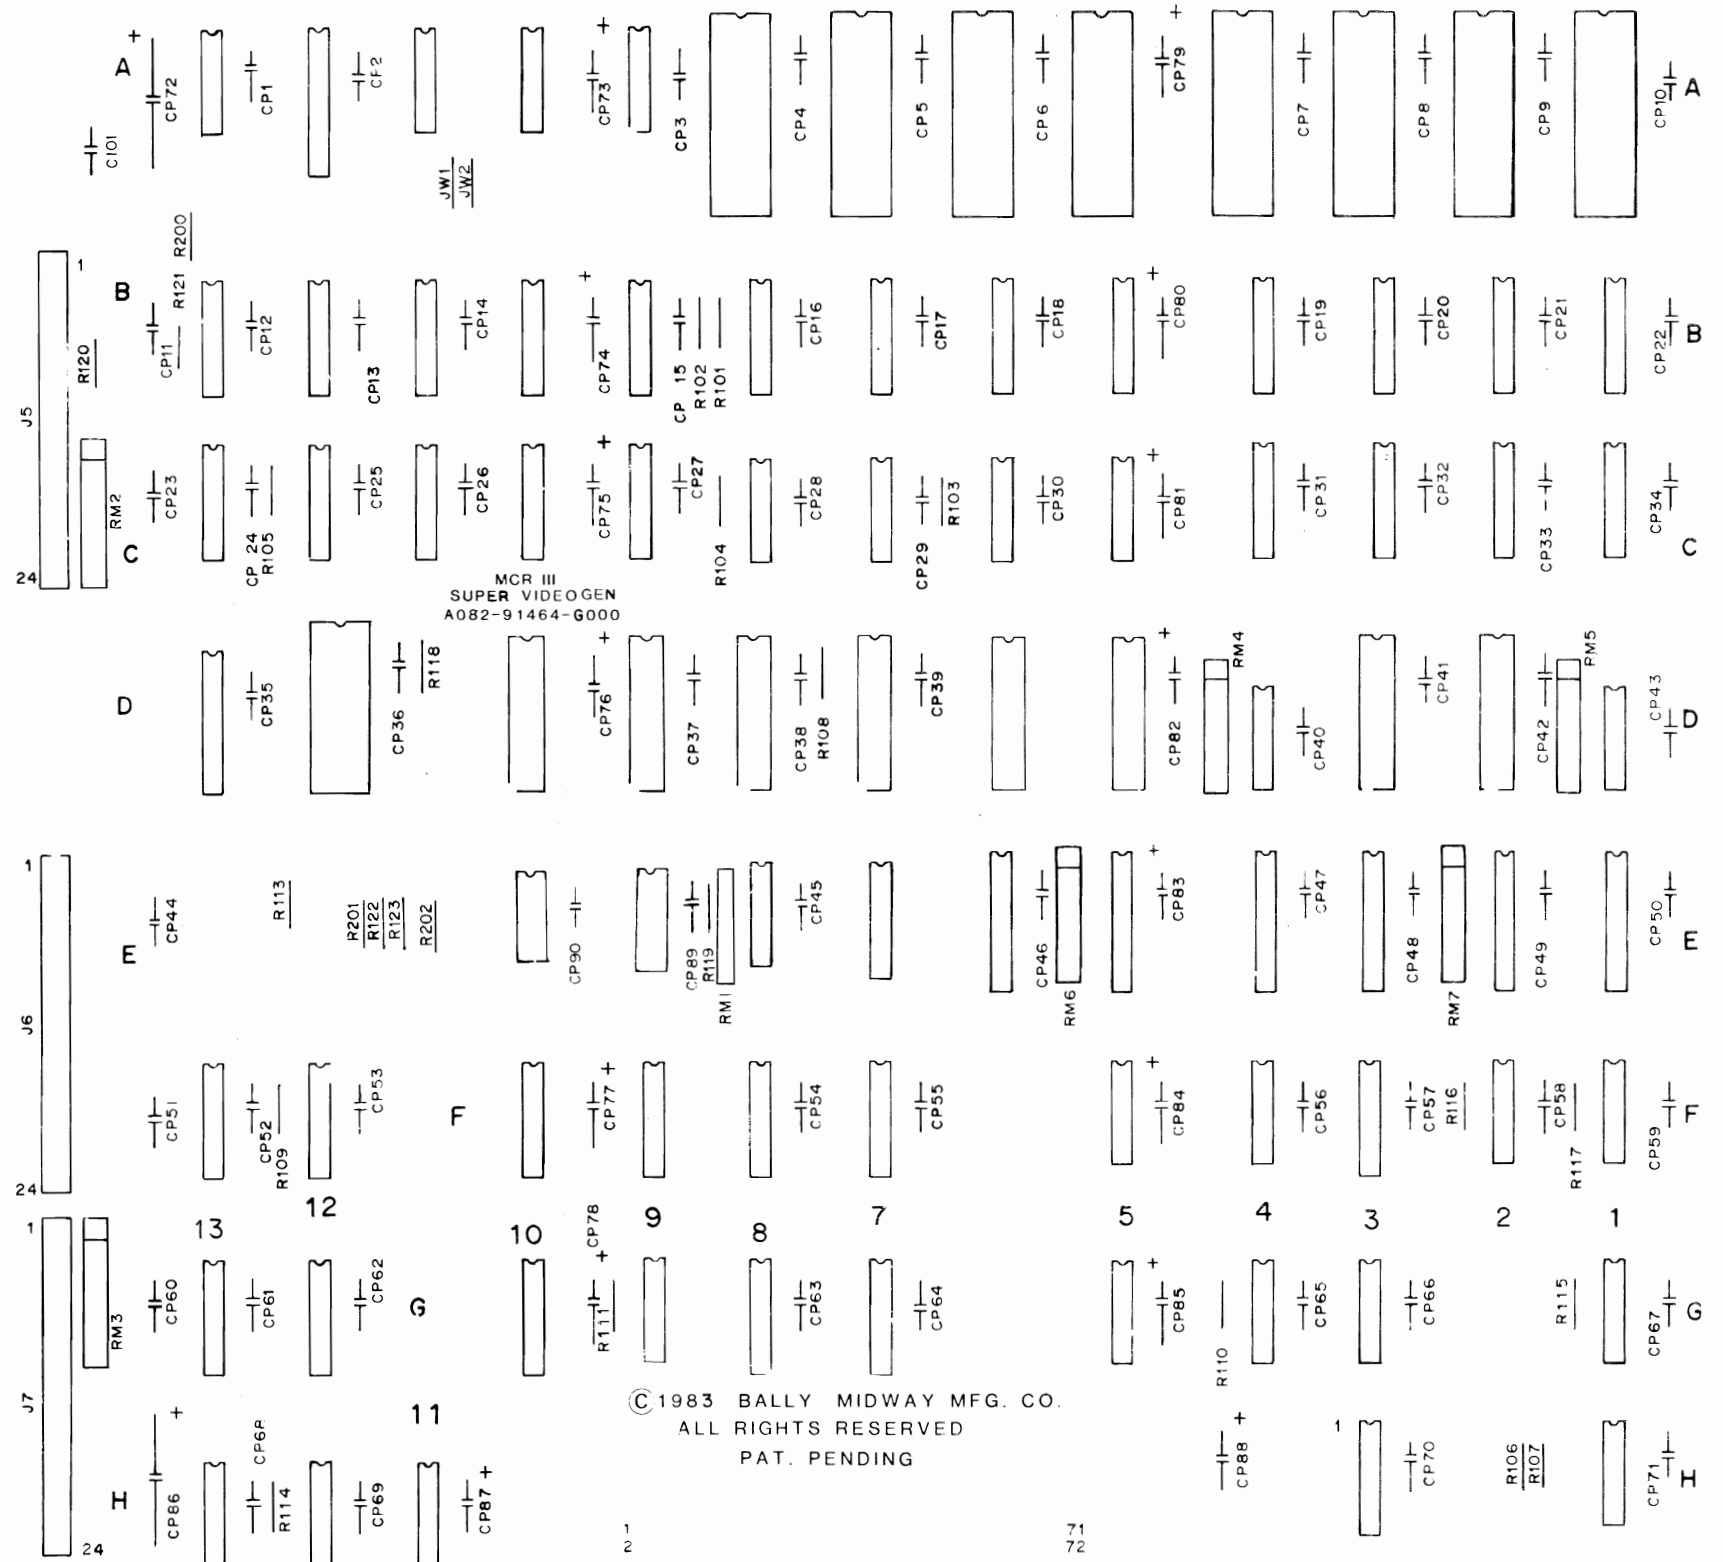 A
+
CP72
C101
CP1
CP2
JW1
JW2
+
CP73
CP3
CP4
CP5
CP6
+
CP79
CP7
CP8
CP9
CP10
A
J5
1
24
B
R200
R121
CP11
R120
CP12
CP13
CP14
+
CP74
CP 15
R102
R101
CP16
CP17
CP18
+
CP80
CP19
CP20
CP21
CP22
B
RM2
C
CP23
CP 24
R105
CP25
CP26
+
CP75
CP27
R104
CP28
CP29
R103
CP30
+
CP81
CP31
CP32
CP33
CP34
C
MCR III
SUPER VIDEOGEN
A082-91464-G000
D
CP35
CP36
R118
+
CP76
CP37
CP38
R108
CP39
+
CP82
RM4
CP40
CP41
CP42
RM5
CP43
D
1
J6
24
E
CP44
R113
R201
R122
R123
R202
CP90
CP89
R119
RM1
CP45
CP46
RM6
+
CP83
CP47
CP48
RM7
CP49
CP50
E
CP51
CP52
R109
CP53
F
+
CP77
CP54
CP55
+
CP84
CP56
CP57
R116
CP58
R117
CP59
F
13
12
10
9
8
7
5
4
3
2
1
1
J7
24
RM3
CP60
CP61
CP62
G
CP78
+
R111
CP63
CP64
+
CP85
R110
CP65
CP66
R115
CP67
G
11
©1983 BALLY MIDWAY MFG. CO.
ALL RIGHTS RESERVED
PAT. PENDING
H
+
CP86
CP68
R114
CP69
+
CP87
+
CP88
1
CP70
R106
R107
CP71
H
1
2
71
72